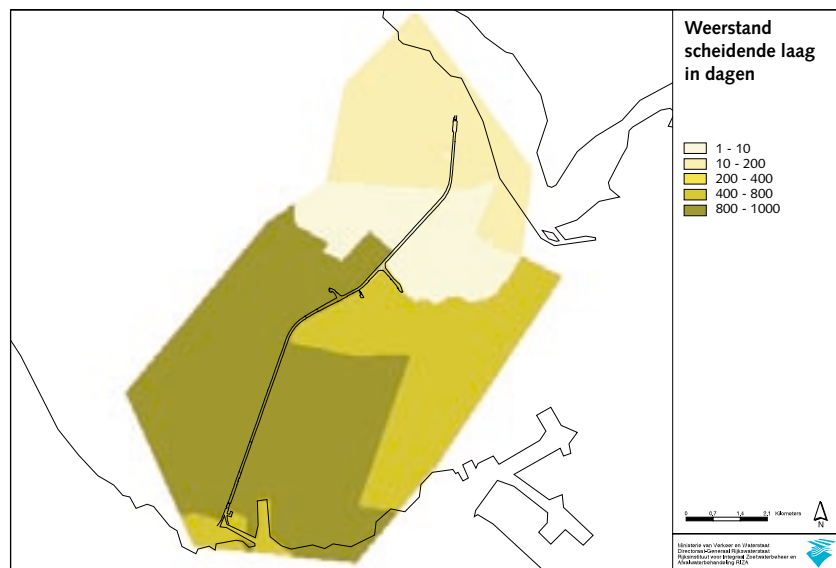 Weerstand
scheidende laag
in dagen
1 - 10
10 - 200
200 - 400
400 - 800
800 - 1000
0 0,7 1,4 2,1 Kilometers
N
Ministerie van Verkeer en Waterstaat
Directoraat-Generaal Rijkswaterstaat
Rijksinstituut voor Integraal Zoetwaterbeheer en
Afvalwaterbehandeling RIZA